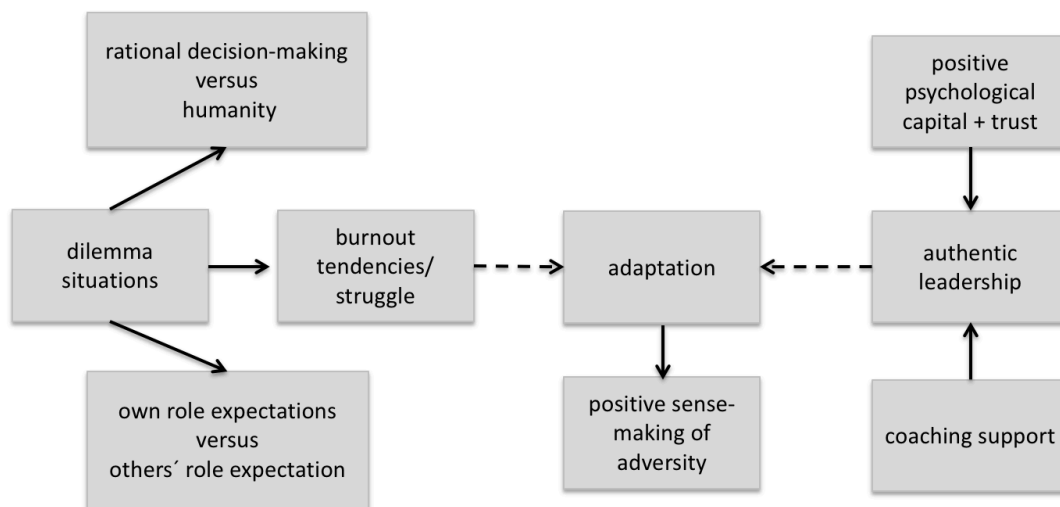 rational decision-making
versus
humanity
positive
psychological
capital + trust
dilemma
situations
burnout
tendencies/
struggle
adaptation
authentic
leadership
own role expectations
versus
others´ role expectation
positive sense-
making of
adversity
coaching support